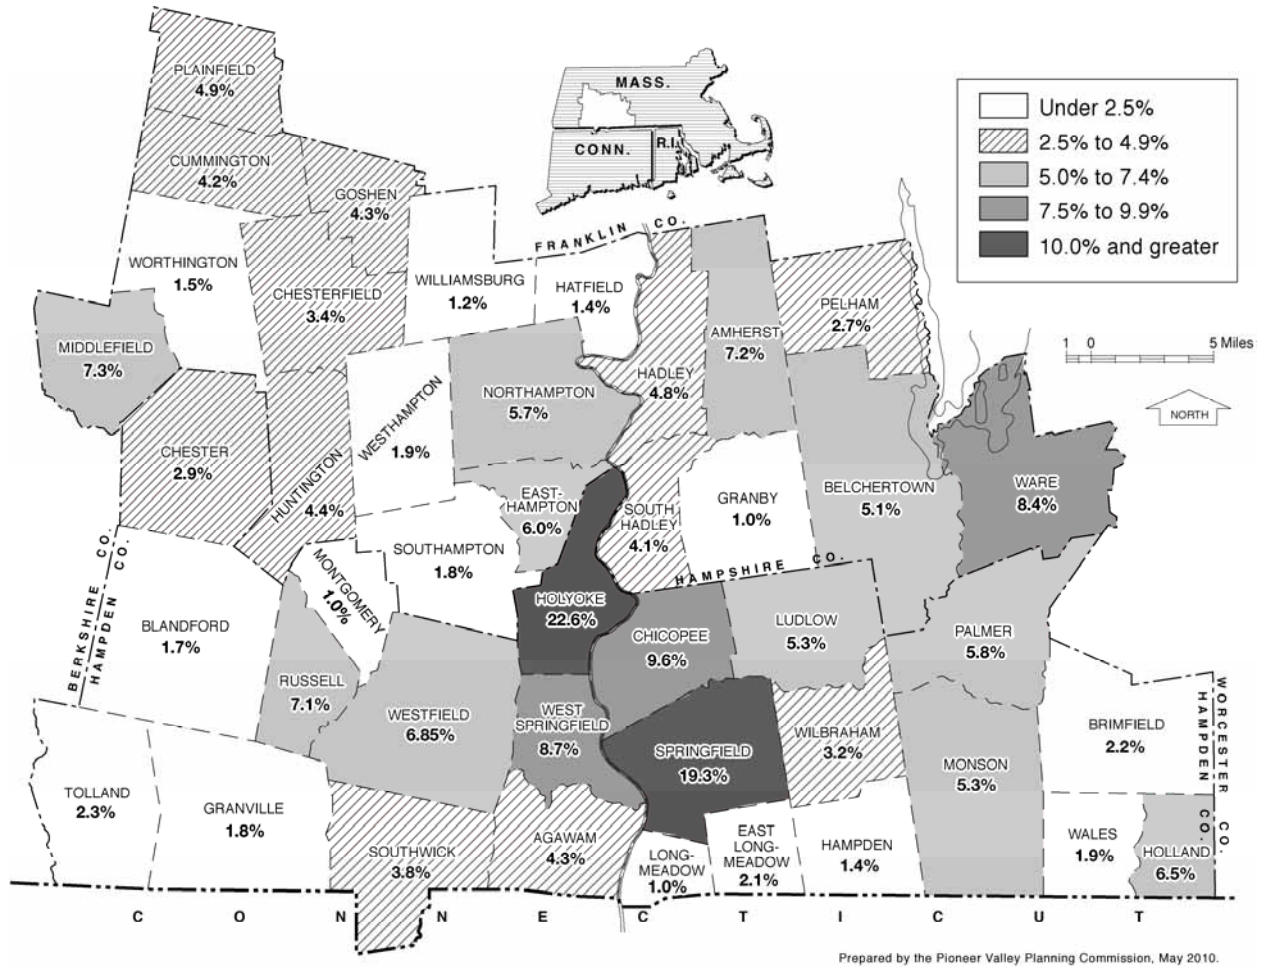 PLAINFIELD
4.9%
CUMMINGTON
4.2%
GOSHEN
4.3%
MASS.
CONN.
R.I.
Under 2.5%
2.5% to 4.9%
5.0% to 7.4%
7.5% to 9.9%
10.0% and greater
FRANKLIN CO.
WORTHINGTON
1.5%
CHESTERFIELD
3.4%
WILLIAMSBURG
1.2%
HATFIELD
1.4%
PELHAM
2.7%
AMHERST
7.2%
1 0 5 Miles
NORTH
MIDDLEFIELD
7.3%
HADLEY
4.8%
NORTHAMPTON
5.7%
WESTHAMPTON
1.9%
CHESTER
2.9%
HUNTINGTON
4.4%
EAST-
HAMPTON
6.0%
SOUTH
HADLEY
4.1%
GRANBY
1.0%
BELCHERTOWN
5.1%
WARE
8.4%
SOUTHAMPTON
1.8%
MONTGOMERY
1.0%
HAMPSHIRE CO.
BERKSHIRE CO.
HAMPDEN CO.
BLANDFORD
1.7%
HOLYOKE
22.6%
CHICOPEE
9.6%
LUDLOW
5.3%
PALMER
5.8%
RUSSELL
7.1%
WESTFIELD
6.85%
WEST
SPRINGFIELD
8.7%
SPRINGFIELD
19.3%
WILBRAHAM
3.2%
MONSON
5.3%
BRIMFIELD
2.2%
WORCESTER CO.
HAMPDEN CO.
TOLLAND
2.3%
GRANVILLE
1.8%
SOUTHWICK
3.8%
AGAWAM
4.3%
LONG-
MEADOW
1.0%
EAST
LONG-
MEADOW
2.1%
HAMPDEN
1.4%
WALES
1.9%
HOLLAND
6.5%
CONNECTICUT
Prepared by the Pioneer Valley Planning Commission, May 2010.